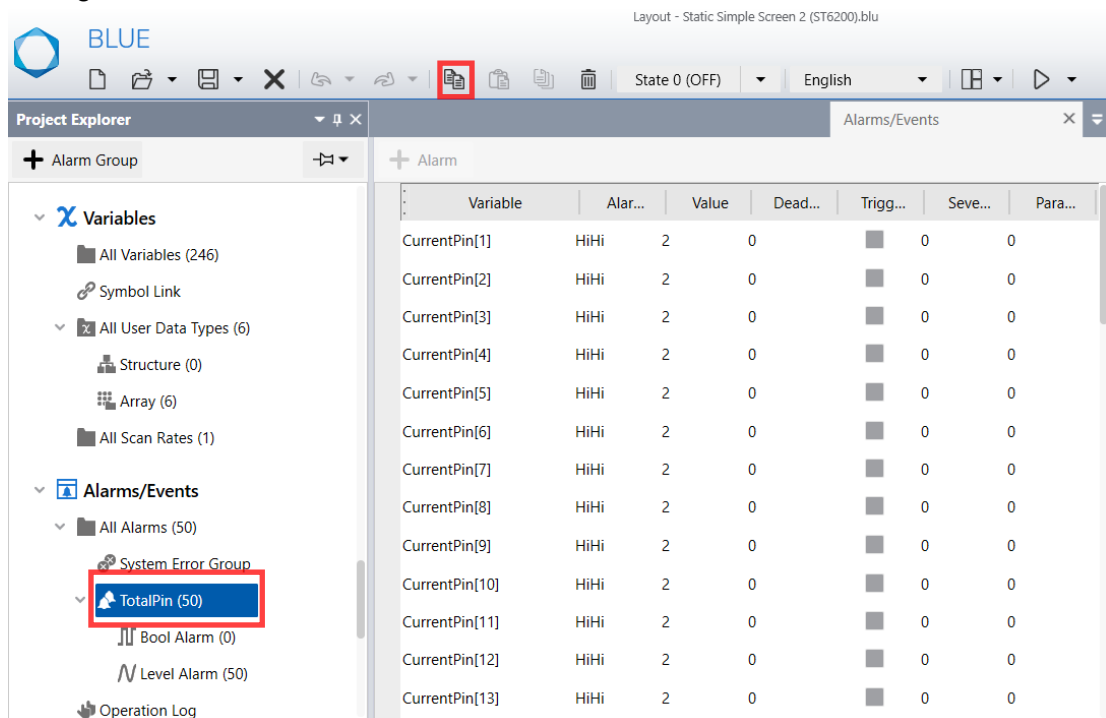 Layout - Static Simple Screen 2 (ST6200).blu
BLUE
State 0 (OFF) English
Project Explorer
Alarms/Events
Alarm Group
Alarm
Variable Alar... Value Dead... Trigg... Seve... Para...
Variables
All Variables (246)
Symbol Link
All User Data Types (6)
Structure (0)
Array (6)
All Scan Rates (1)
Alarms/Events
All Alarms (50)
System Error Group
TotalPin (50)
Bool Alarm (0)
Level Alarm (50)
Operation Log
CurrentPin[1] HiHi 2 0 0 0
CurrentPin[2] HiHi 2 0 0 0
CurrentPin[3] HiHi 2 0 0 0
CurrentPin[4] HiHi 2 0 0 0
CurrentPin[5] HiHi 2 0 0 0
CurrentPin[6] HiHi 2 0 0 0
CurrentPin[7] HiHi 2 0 0 0
CurrentPin[8] HiHi 2 0 0 0
CurrentPin[9] HiHi 2 0 0 0
CurrentPin[10] HiHi 2 0 0 0
CurrentPin[11] HiHi 2 0 0 0
CurrentPin[12] HiHi 2 0 0 0
CurrentPin[13] HiHi 2 0 0 0